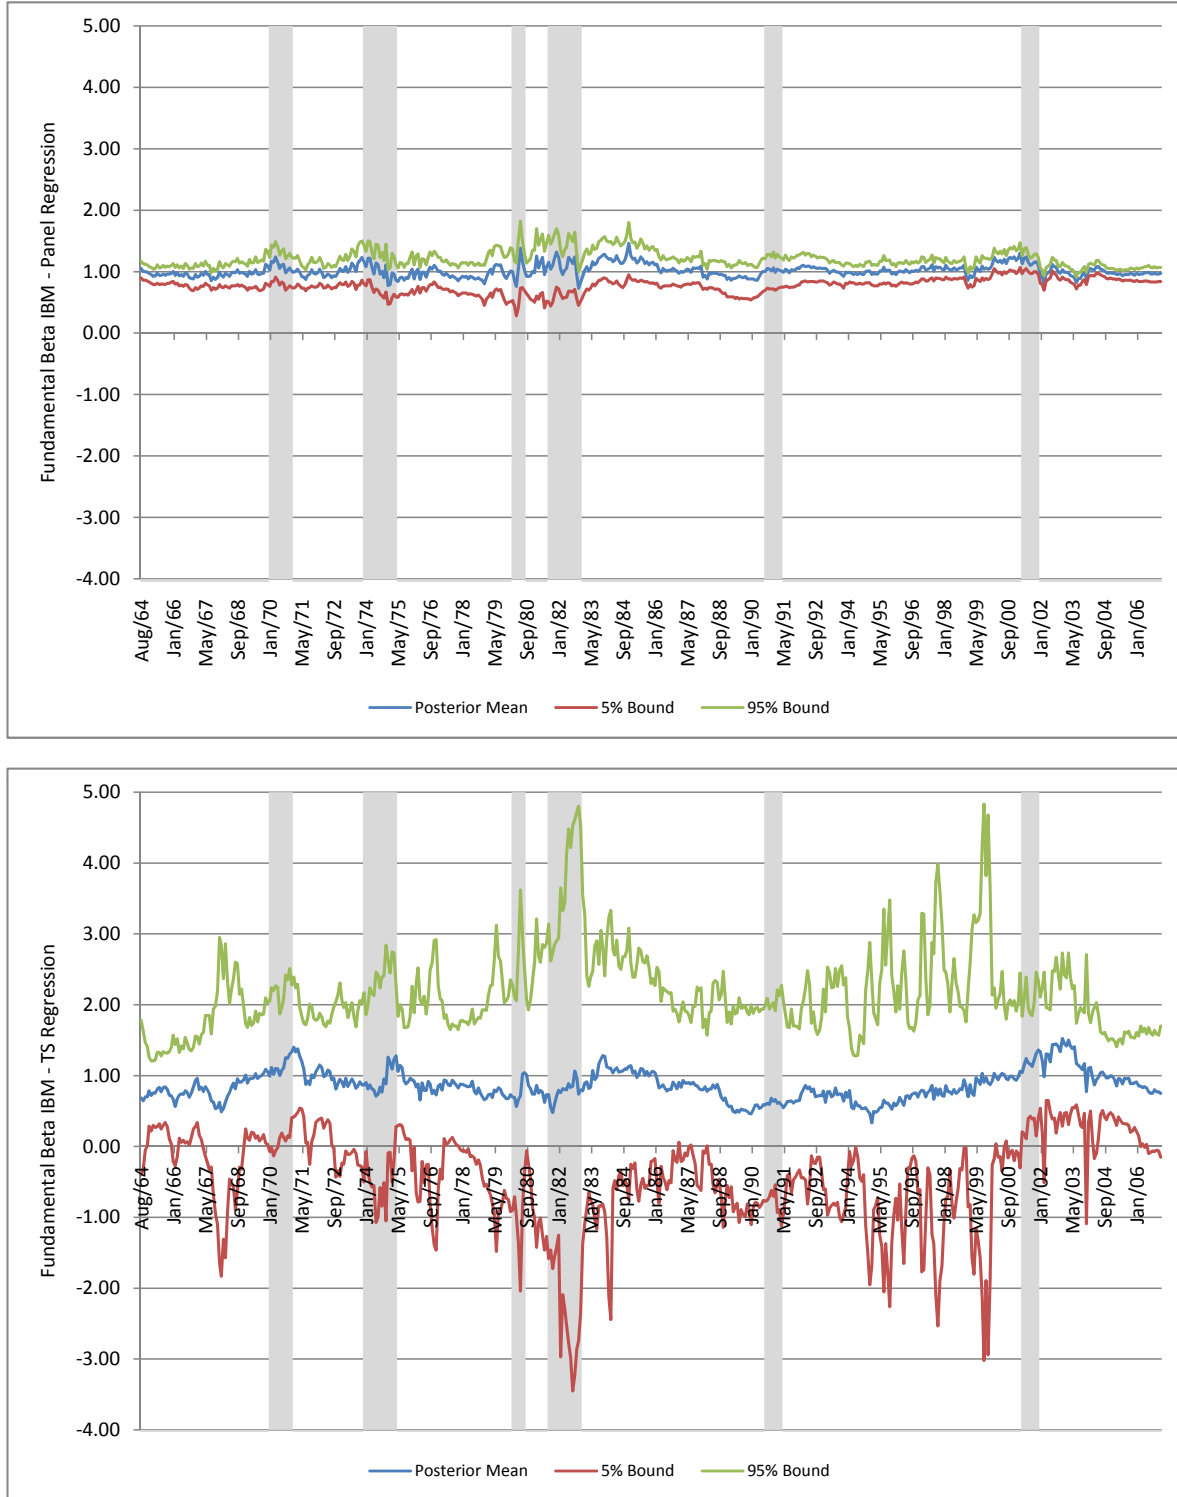 5.00
4.00
3.00
2.00
1.00
0.00
-1.00
-2.00
-3.00
-4.00
Fundamental Beta IBM - Panel Regression
Aug/64
Jan/66
May/67
Sep/68
Jan/70
May/71
Sep/72
Jan/74
May/75
Sep/76
Jan/78
May/79
Sep/80
Jan/82
May/83
Sep/84
Jan/86
May/87
Sep/88
Jan/90
May/91
Sep/92
Jan/94
May/95
Sep/96
Jan/98
May/99
Sep/00
Jan/02
May/03
Sep/04
Jan/06
Posterior Mean
5% Bound
95% Bound
5.00
4.00
3.00
2.00
1.00
0.00
-1.00
-2.00
-3.00
-4.00
Fundamental Beta IBM - TS Regression
Aug/64
Jan/66
May/67
Sep/68
Jan/70
May/71
Sep/72
Jan/74
May/75
Sep/76
Jan/78
May/79
Sep/80
Jan/82
May/83
Sep/84
Jan/86
May/87
Sep/88
Jan/90
May/91
Sep/92
Jan/94
May/95
Sep/96
Jan/98
May/99
Sep/00
Jan/02
May/03
Sep/04
Jan/06
Posterior Mean
5% Bound
95% Bound